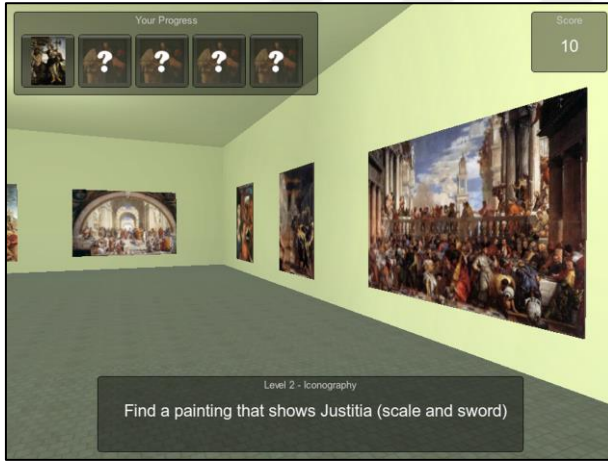 Your Progress
? ? ? ?
Score
10
Level 2 - Iconography
Find a painting that shows Justitia (scale and sword)